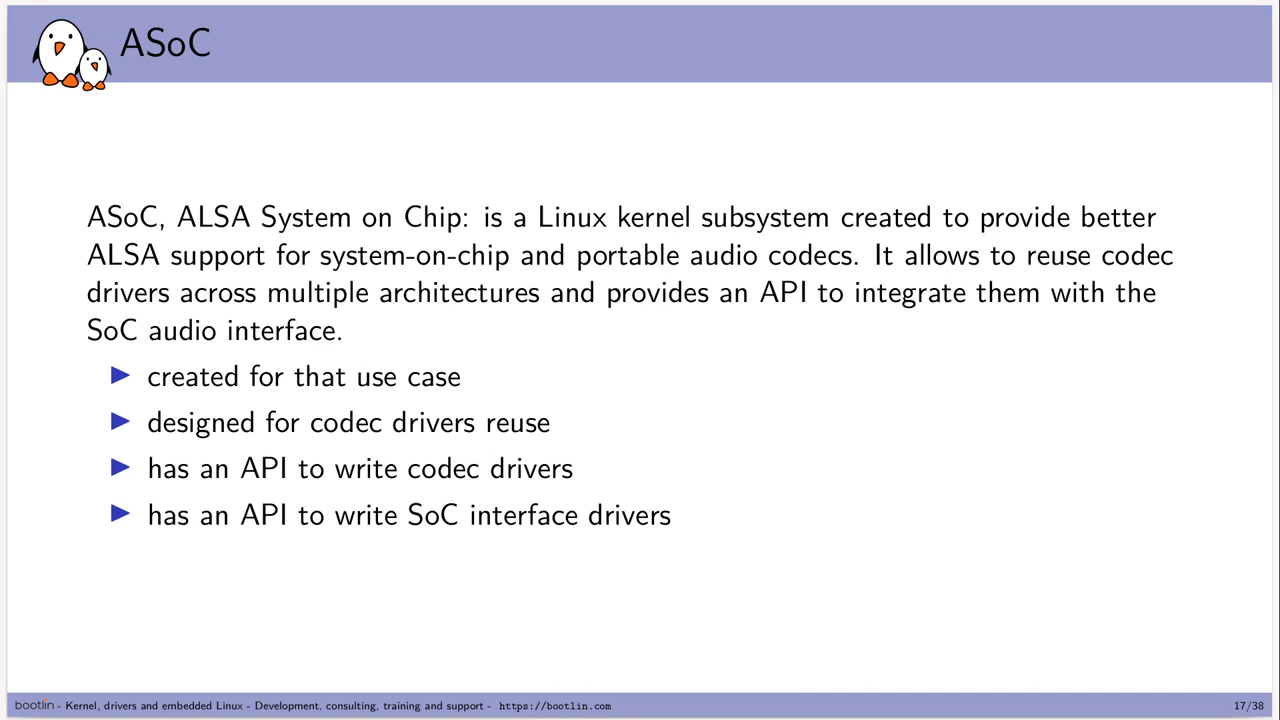 ASoC
ASoC, ALSA System on Chip: is a Linux kernel subsystem created to provide better
ALSA support for system-on-chip and portable audio codecs. It allows to reuse codec
drivers across multiple architectures and provides an API to integrate them with the
SoC audio interface.
▶ created for that use case
▶ designed for codec drivers reuse
▶ has an API to write codec drivers
▶ has an API to write SoC interface drivers
bootlin - Kernel, drivers and embedded Linux - Development, consulting, training and support - https://bootlin.com 17/38